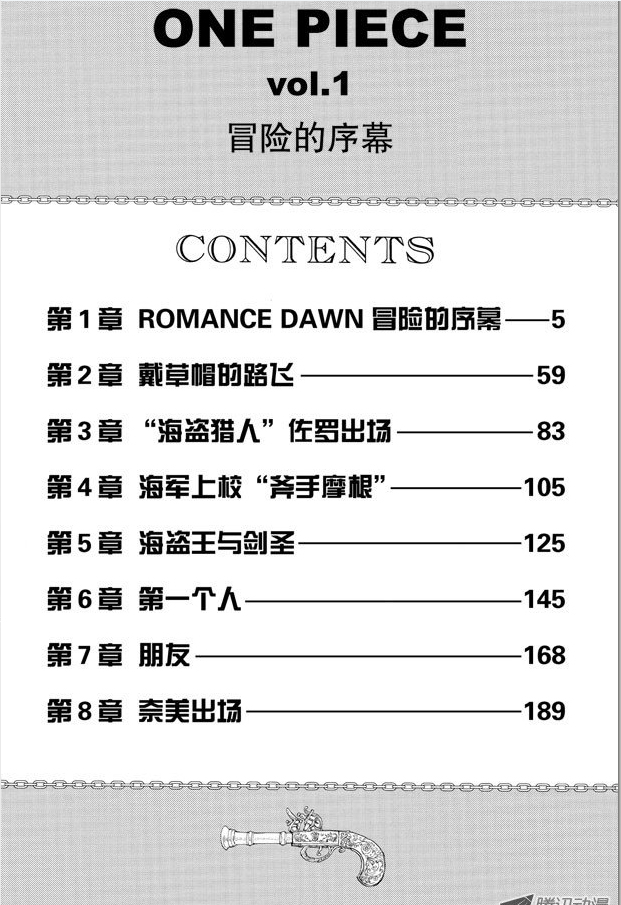 ONE PIECE
vol.1
冒险的序幕
CONTENTS
第1章 ROMANCE DAWN 冒险的序幕——5
第2章 戴草帽的路飞——59
第3章 “海盗猎人”佐罗出场——83
第4章 海军上校“斧手摩根”——105
第5章 海盗王与剑圣——125
第6章 第一个人——145
第7章 朋友——168
第8章 奈美出场——189
腾讯动漫